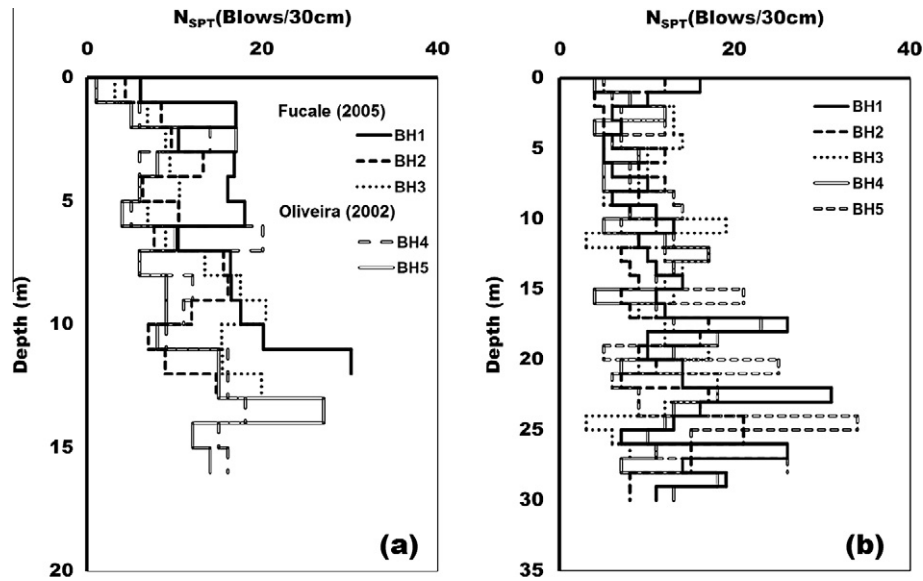 N_SPT(Blows/30cm)
0 20 40
0
5
10
15
20
Depth (m)
Fucale (2005)
BH1
BH2
BH3
Oliveira (2002)
BH4
BH5
(a)
N_SPT(Blows/30cm)
0 20 40
0
5
10
15
20
25
30
35
Depth (m)
BH1
BH2
BH3
BH4
BH5
(b)